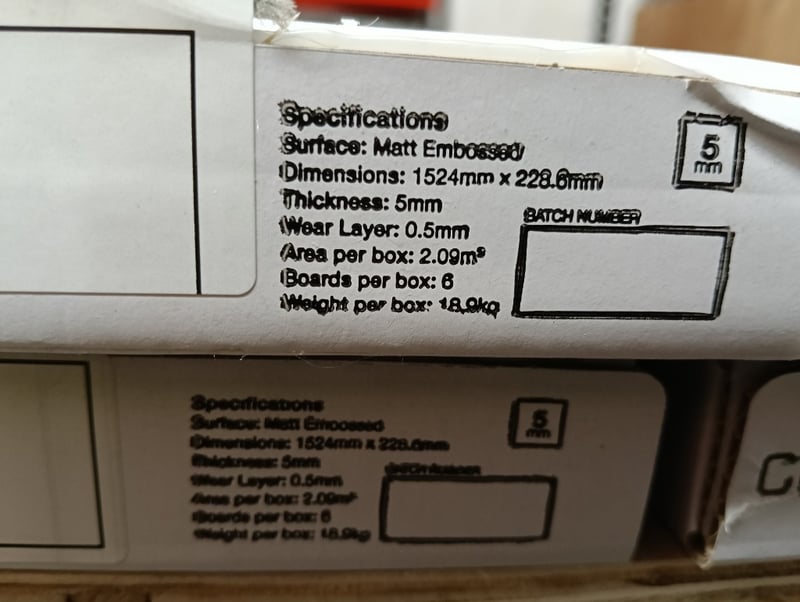 Specifications
Surface: Matt Embossed
Dimensions: 1524mm x 228.6mm
Thickness: 5mm
Wear Layer: 0.5mm
Area per box: 2.09m²
Boards per box: 6
Weight per box: 18.9kg
5
mm
BATCH NUMBER
Specifications
Surface: Matt Embossed
Dimensions: 1524mm x 228.6mm
Thickness: 5mm
Wear Layer: 0.5mm
Area per box: 2.09m²
Boards per box: 6
Weight per box: 18.9kg
5
mm
BATCH NUMBER